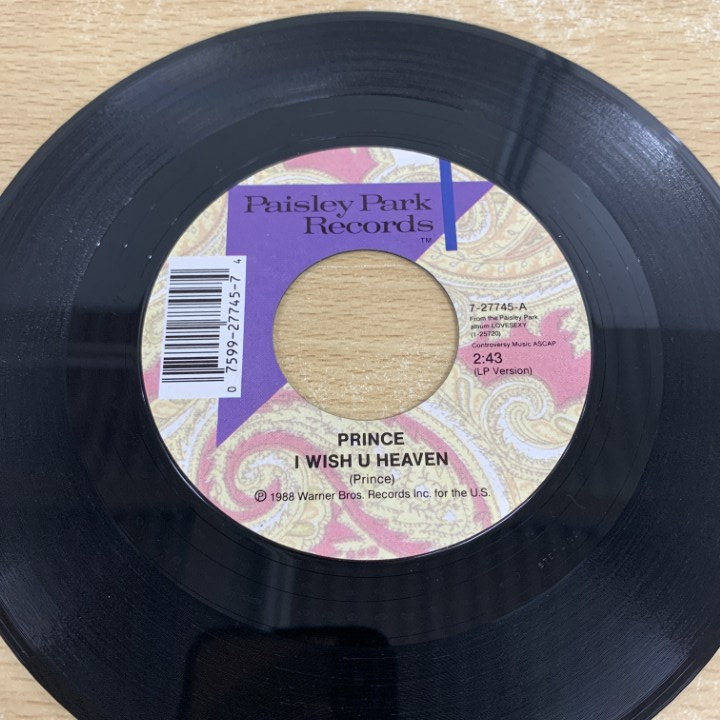 Paisley Park
Records
TM
0 7599-27745-7 4
7-27745-A
From the Paisley Park
album LOVESEXY
(1-25720)
Controversy Music ASCAP
2:43
(LP Version)
PRINCE
I WISH U HEAVEN
(Prince)
℗ 1988 Warner Bros. Records Inc. for the U.S.